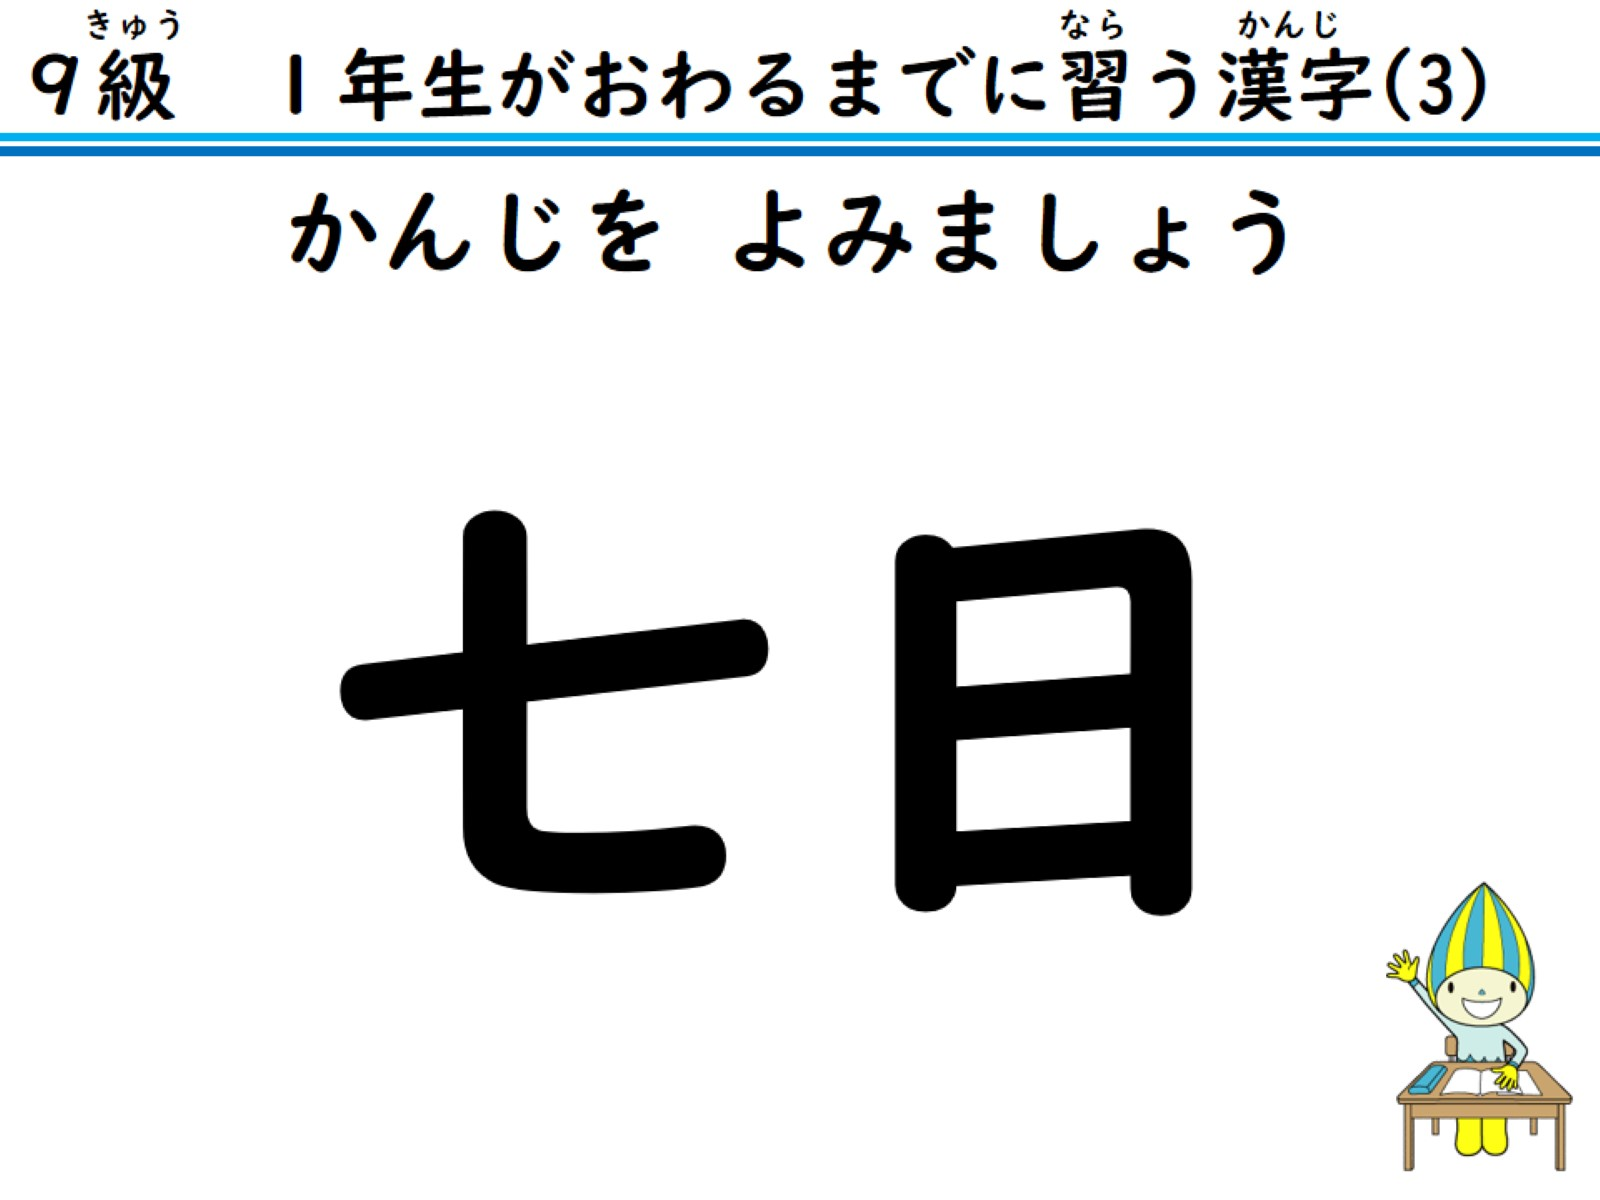 きゅう なら かんじ
9級 1年生がおわるまでに習う漢字(3)
かんじを よみましょう
七日